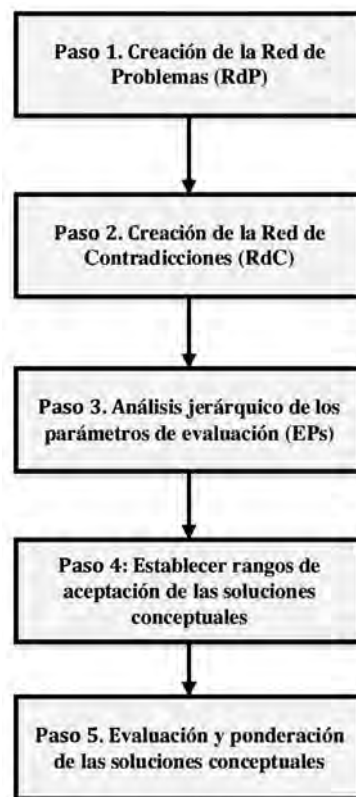 Paso 1. Creación de la Red de
Problemas (RdP)
Paso 2. Creación de la Red de
Contradicciones (RdC)
Paso 3. Análisis jerárquico de los
parámetros de evaluación (EPs)
Paso 4: Establecer rangos de
aceptación de las soluciones
conceptuales
Paso 5. Evaluación y ponderación
de las soluciones conceptuales